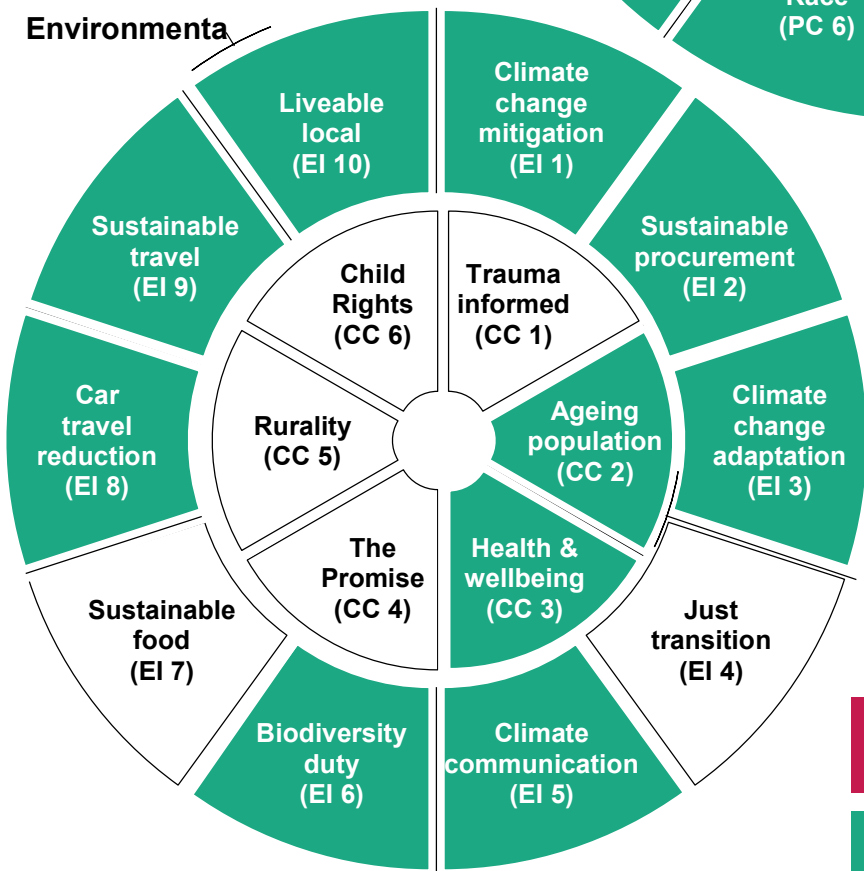 Environmenta
Race
(PC 6)
Liveable
local
(EI 10)
Climate
change
mitigation
(EI 1)
Sustainable
travel
(EI 9)
Sustainable
procurement
(EI 2)
Child
Rights
(CC 6)
Trauma
informed
(CC 1)
Car
travel
reduction
(EI 8)
Rurality
(CC 5)
Ageing
population
(CC 2)
Climate
change
adaptation
(EI 3)
The
Promise
(CC 4)
Health &
wellbeing
(CC 3)
Sustainable
food
(EI 7)
Just
transition
(EI 4)
Biodiversity
duty
(EI 6)
Climate
communication
(EI 5)